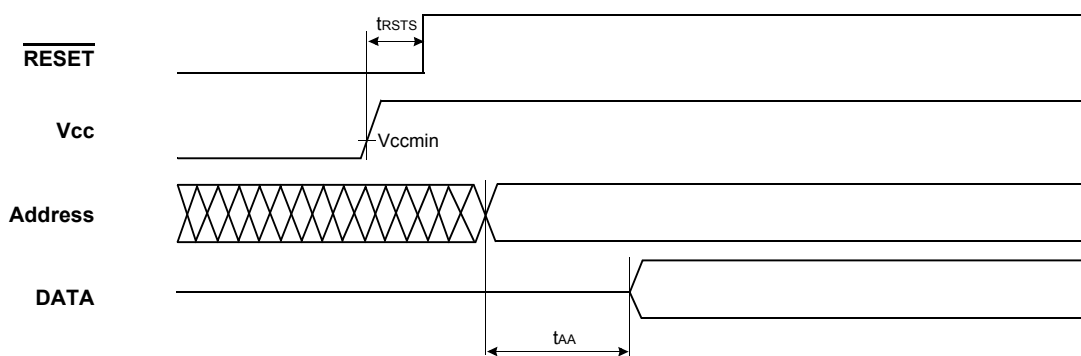 tRSTS
RESET
Vcc
Vccmin
Address
DATA
tAA